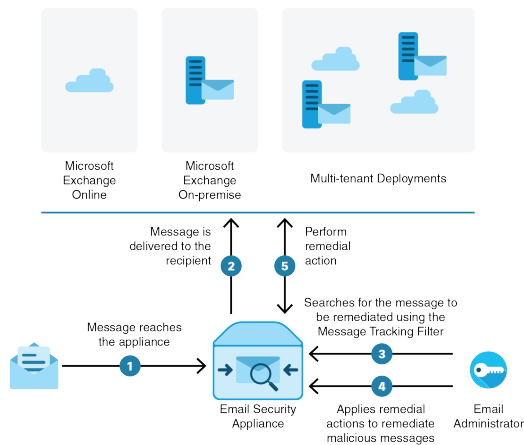 Microsoft
Exchange
Online
Microsoft
Exchange
On-premise
Multi-tenant Deployments
Message is
delivered to the
recipient
2
5
Perform
remedial
action
Message reaches
the appliance
1
Searches for the message to
be remediated using the
Message Tracking Filter
3
4
Email Security
Appliance
Applies remedial
actions to remediate
malicious messages
Email
Administrator